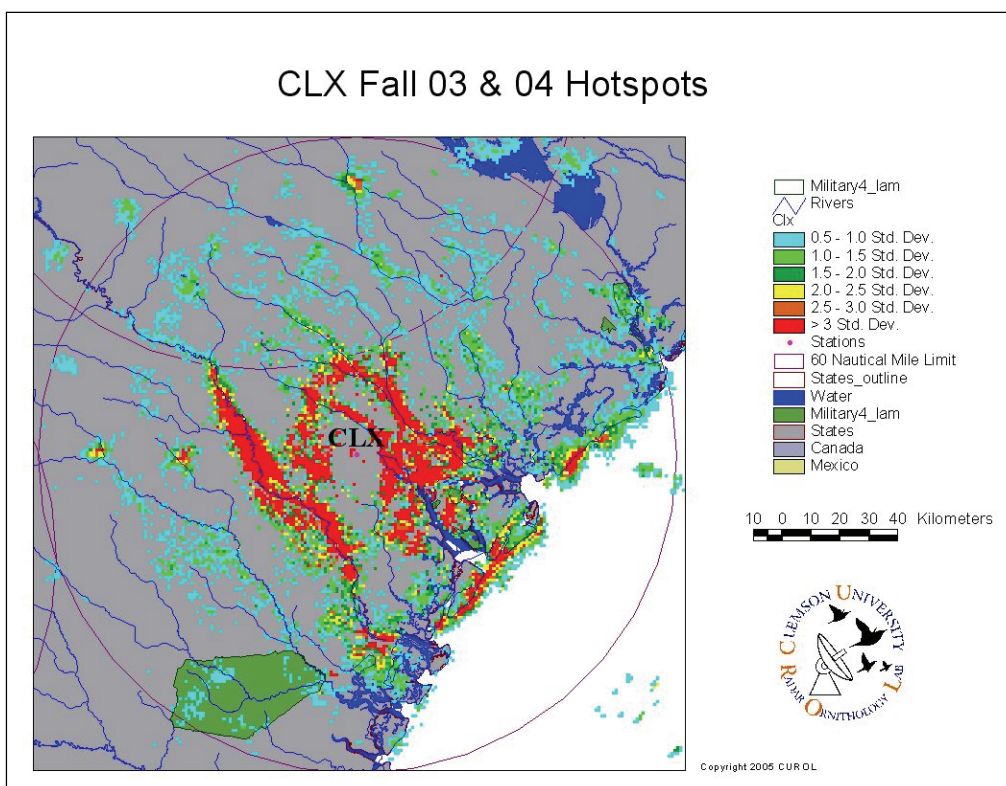 CLX Fall 03 & 04 Hotspots
CLX
Military4_lam
Rivers
Clx
0.5 - 1.0 Std. Dev.
1.0 - 1.5 Std. Dev.
1.5 - 2.0 Std. Dev.
2.0 - 2.5 Std. Dev.
2.5 - 3.0 Std. Dev.
> 3 Std. Dev.
Stations
60 Nautical Mile Limit
States_outline
Water
Military4_lam
States
Canada
Mexico
10 0 10 20 30 40 Kilometers
CLEMSON UNIVERSITY
RADAR ORNITHOLOGY LAB
Copyright 2005 CUROL